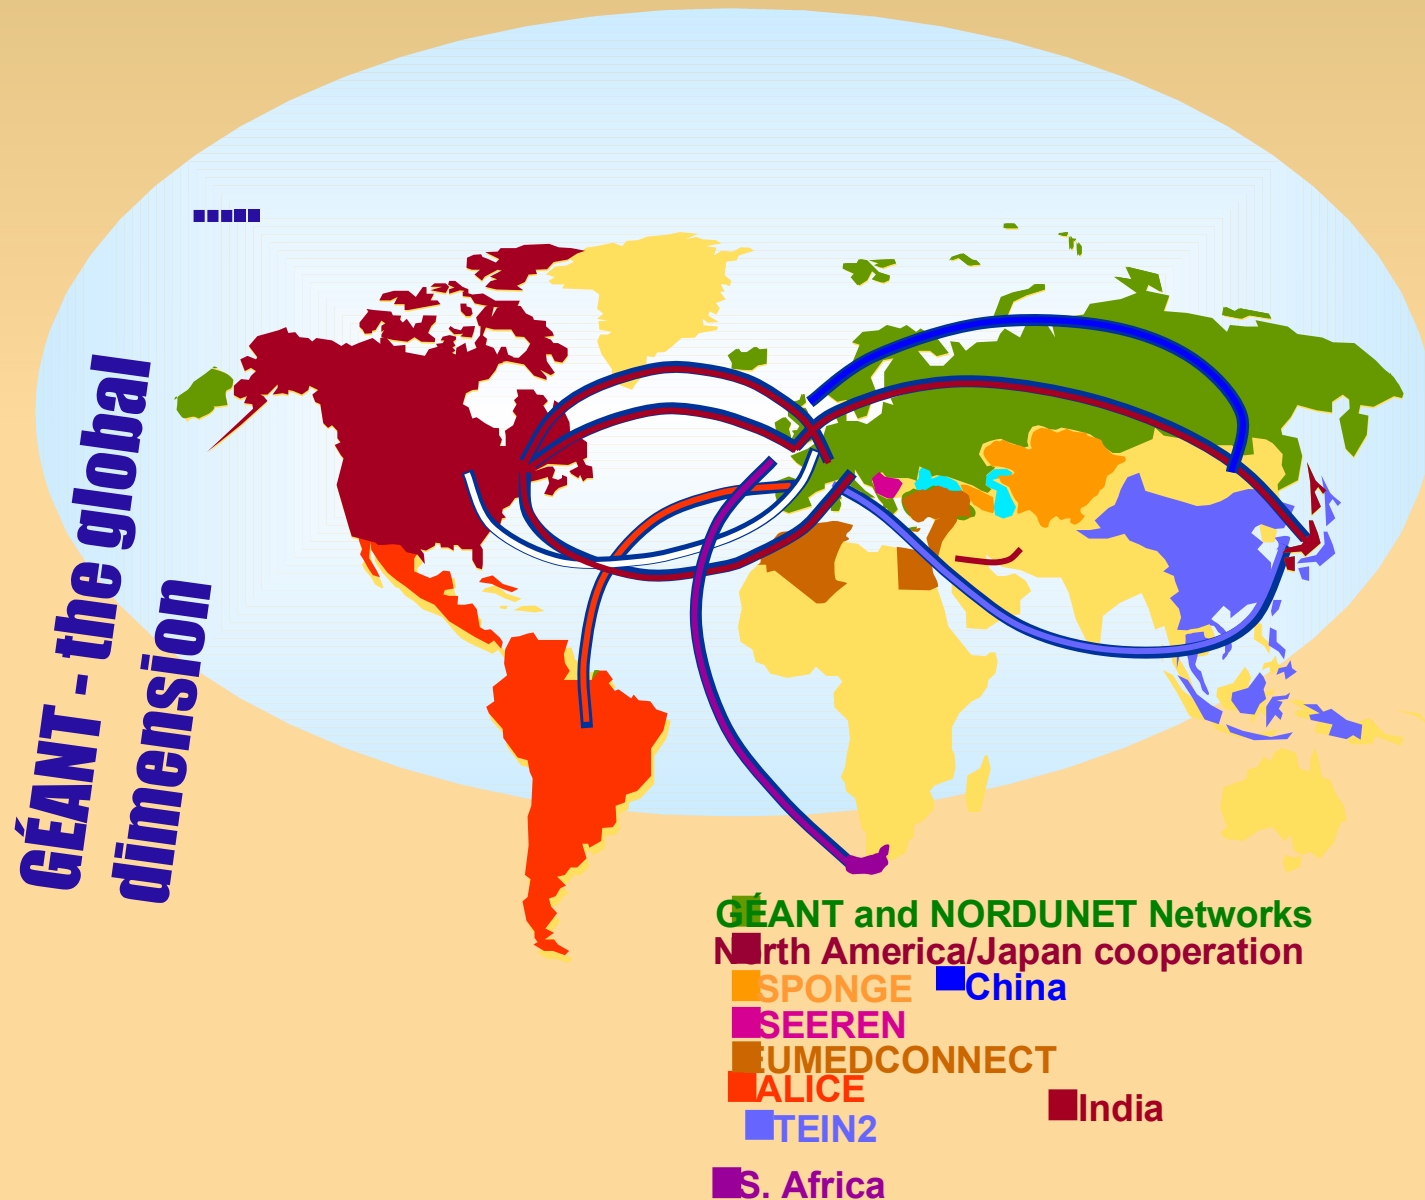 GÉANT - the global
dimension
GÉANT and NORDUNET Networks
North America/Japan cooperation
SPONGE
China
SEEREN
EUMEDCONNECT
ALICE
India
TEIN2
S. Africa